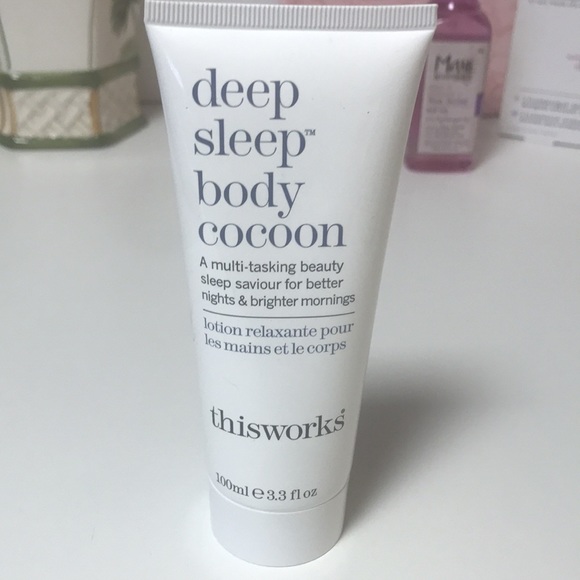 deep
sleep™
body
cocoon
A multi-tasking beauty
sleep saviour for better
nights & brighter mornings
lotion relaxante pour
les mains et le corps
thisworks®
100ml ℮ 3.3 fl oz
Maui